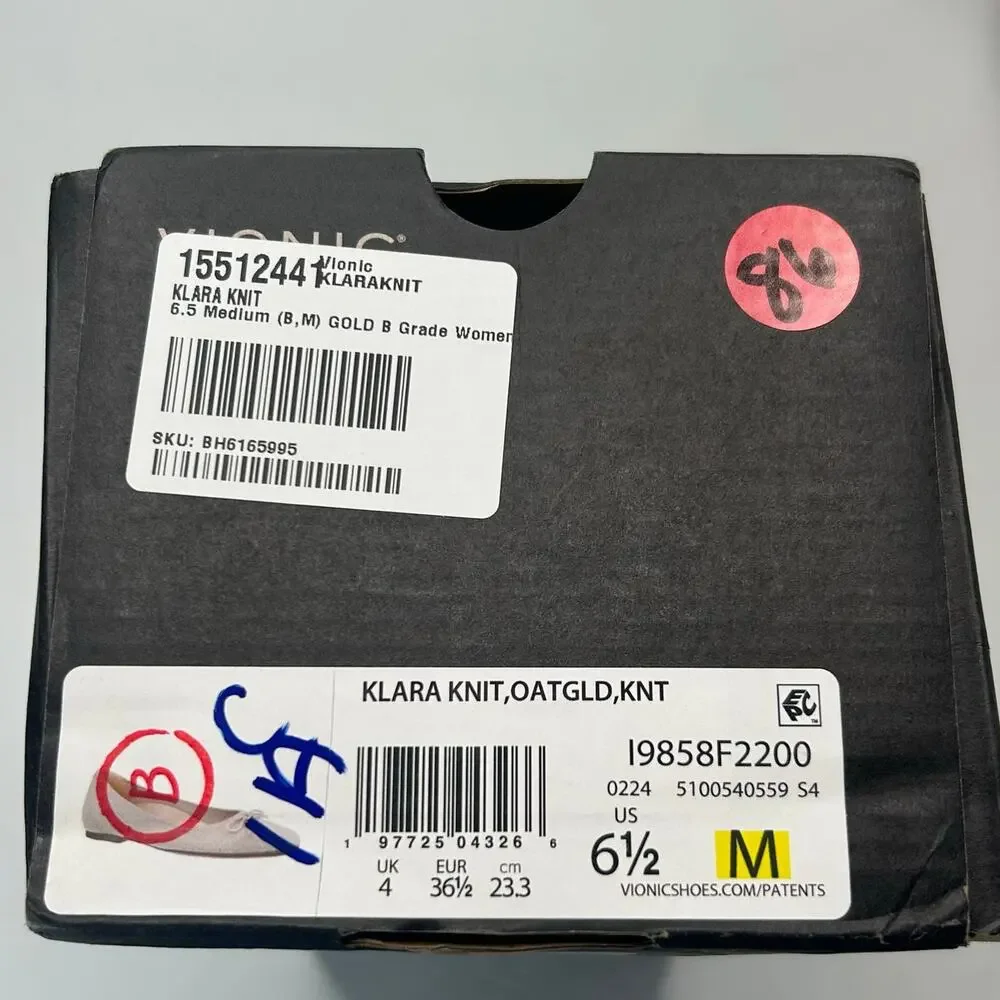 VIONIC®
15512441
Vionic
KLARAKNIT
KLARA KNIT
6.5 Medium (B,M) GOLD B Grade Women
SKU: BH6165995
86
KLARA KNIT,OATGLD,KNT
EPC™
I9858F2200
0224 5100540559 S4
B
1 97725 04326 6
US
6½ M
UK EUR cm
4 36½ 23.3
VIONICSHOES.COM/PATENTS